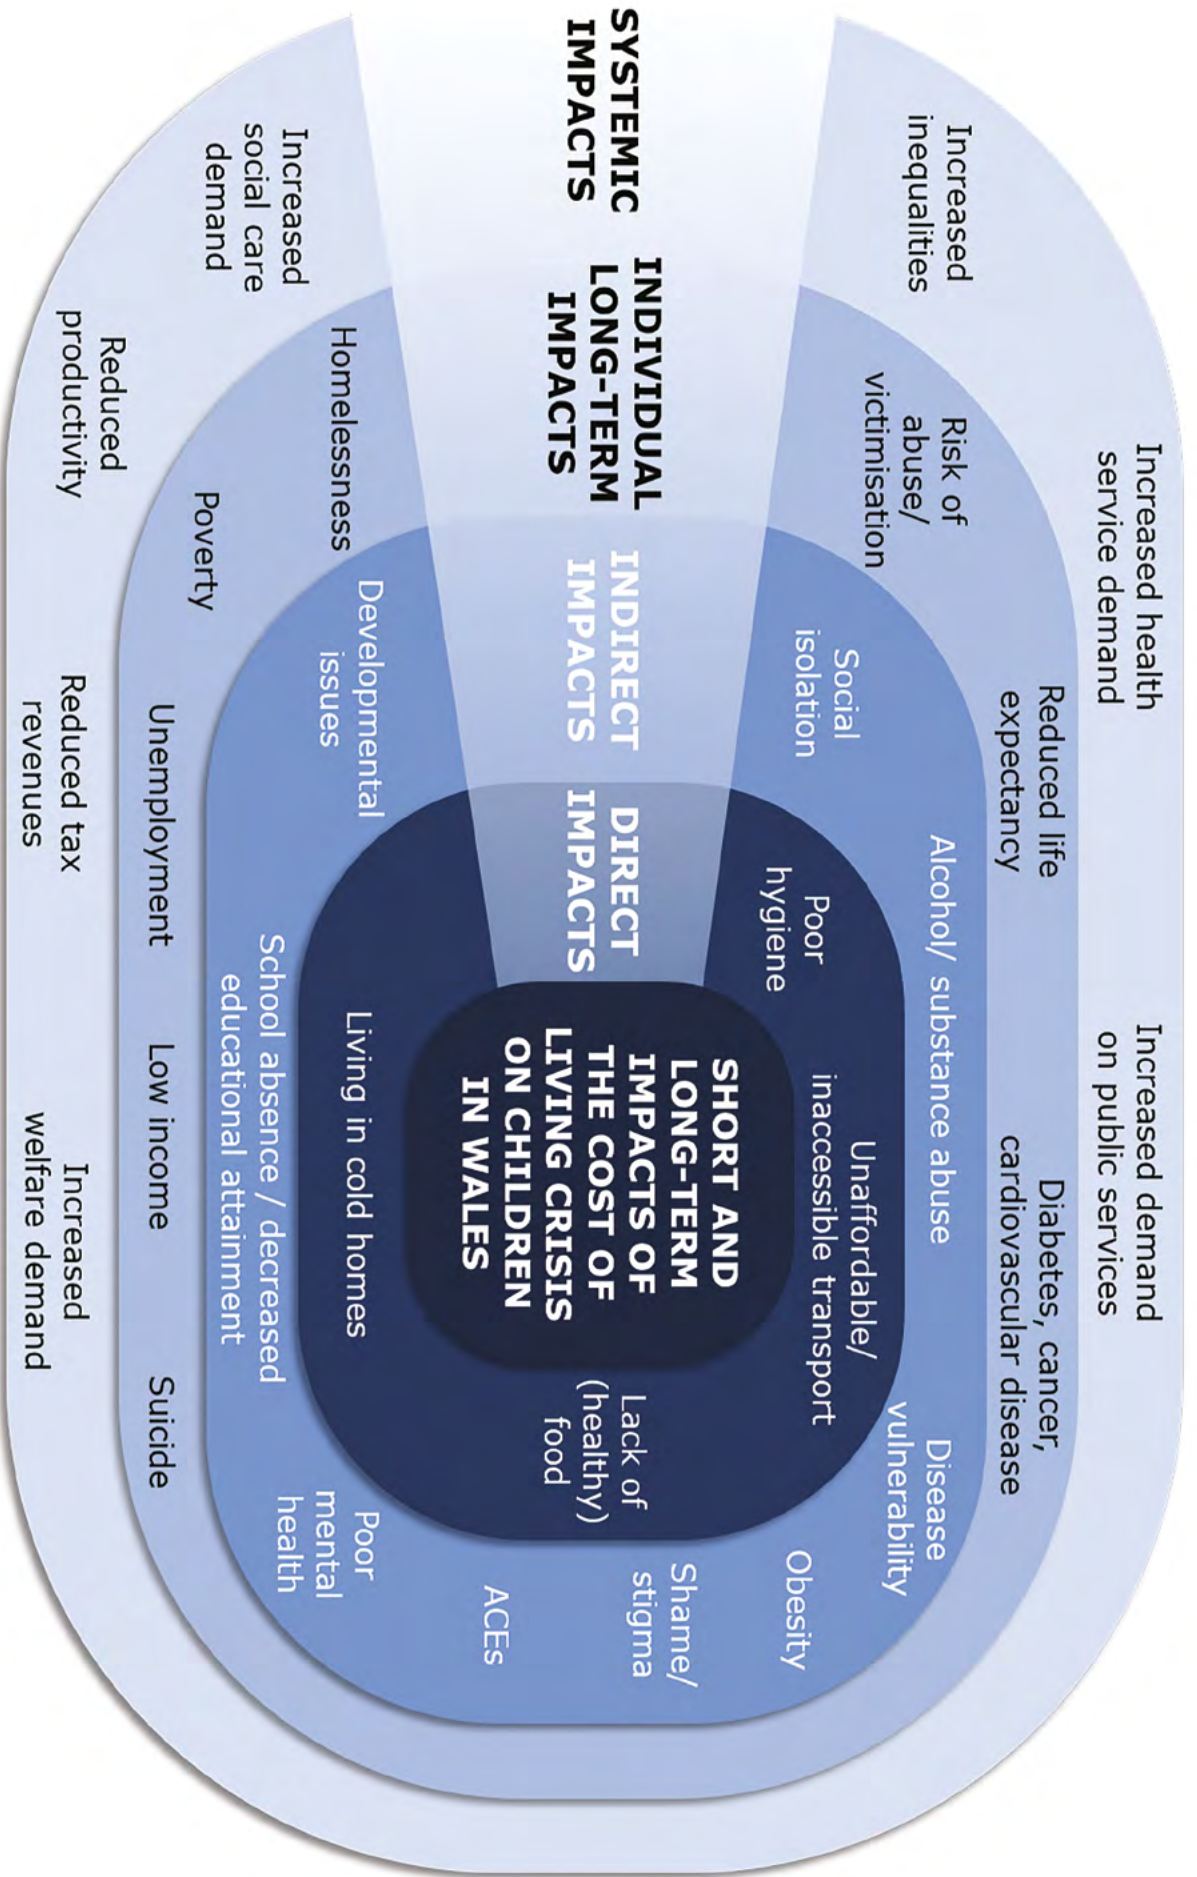 SYSTEMIC
IMPACTS
INDIVIDUAL
LONG-TERM
IMPACTS
INDIRECT
IMPACTS
DIRECT
IMPACTS
SHORT AND
LONG-TERM
IMPACTS OF
THE COST OF
LIVING CRISIS
ON CHILDREN
IN WALES
Poor
hygiene
Unaffordable/
inaccessible transport
Lack of
(healthy)
food
Living in cold homes
Social
isolation
Alcohol/ substance abuse
Disease
vulnerability
Obesity
Shame/
stigma
ACEs
Poor
mental
health
School absence / decreased
educational attainment
Developmental
issues
Risk of
abuse/
victimisation
Reduced life
expectancy
Diabetes, cancer,
cardiovascular disease
Suicide
Low income
Unemployment
Poverty
Homelessness
Increased
inequalities
Increased health
service demand
Increased demand
on public services
Increased
welfare demand
Reduced tax
revenues
Reduced
productivity
Increased
social care
demand